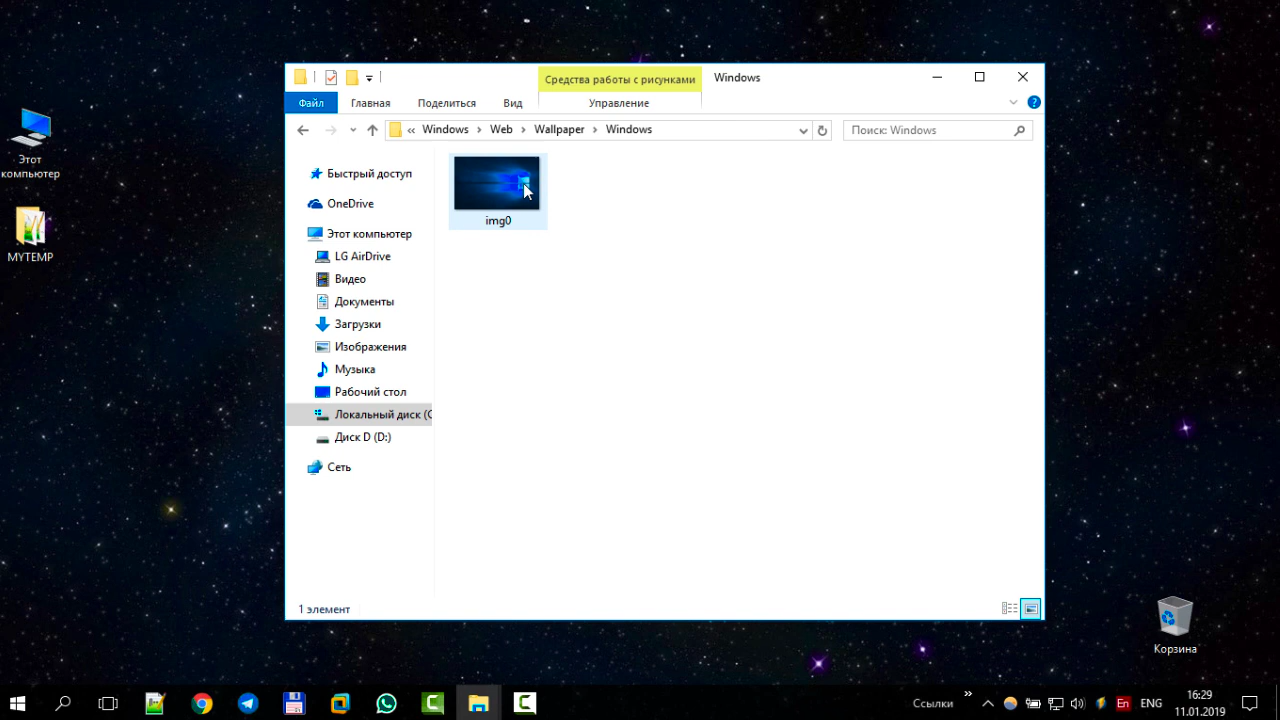 Средства работы с рисунками
Windows
Файл
Главная
Поделиться
Вид
Управление
« Windows > Web > Wallpaper > Windows
Поиск: Windows
Этот
компьютер
MYTEMP
Быстрый доступ
OneDrive
Этот компьютер
LG AirDrive
Видео
Документы
Загрузки
Изображения
Музыка
Рабочий стол
Локальный диск (C
Диск D (D:)
Сеть
img0
1 элемент
Корзина
Ссылки
»
En
ENG
16:29
11.01.2019